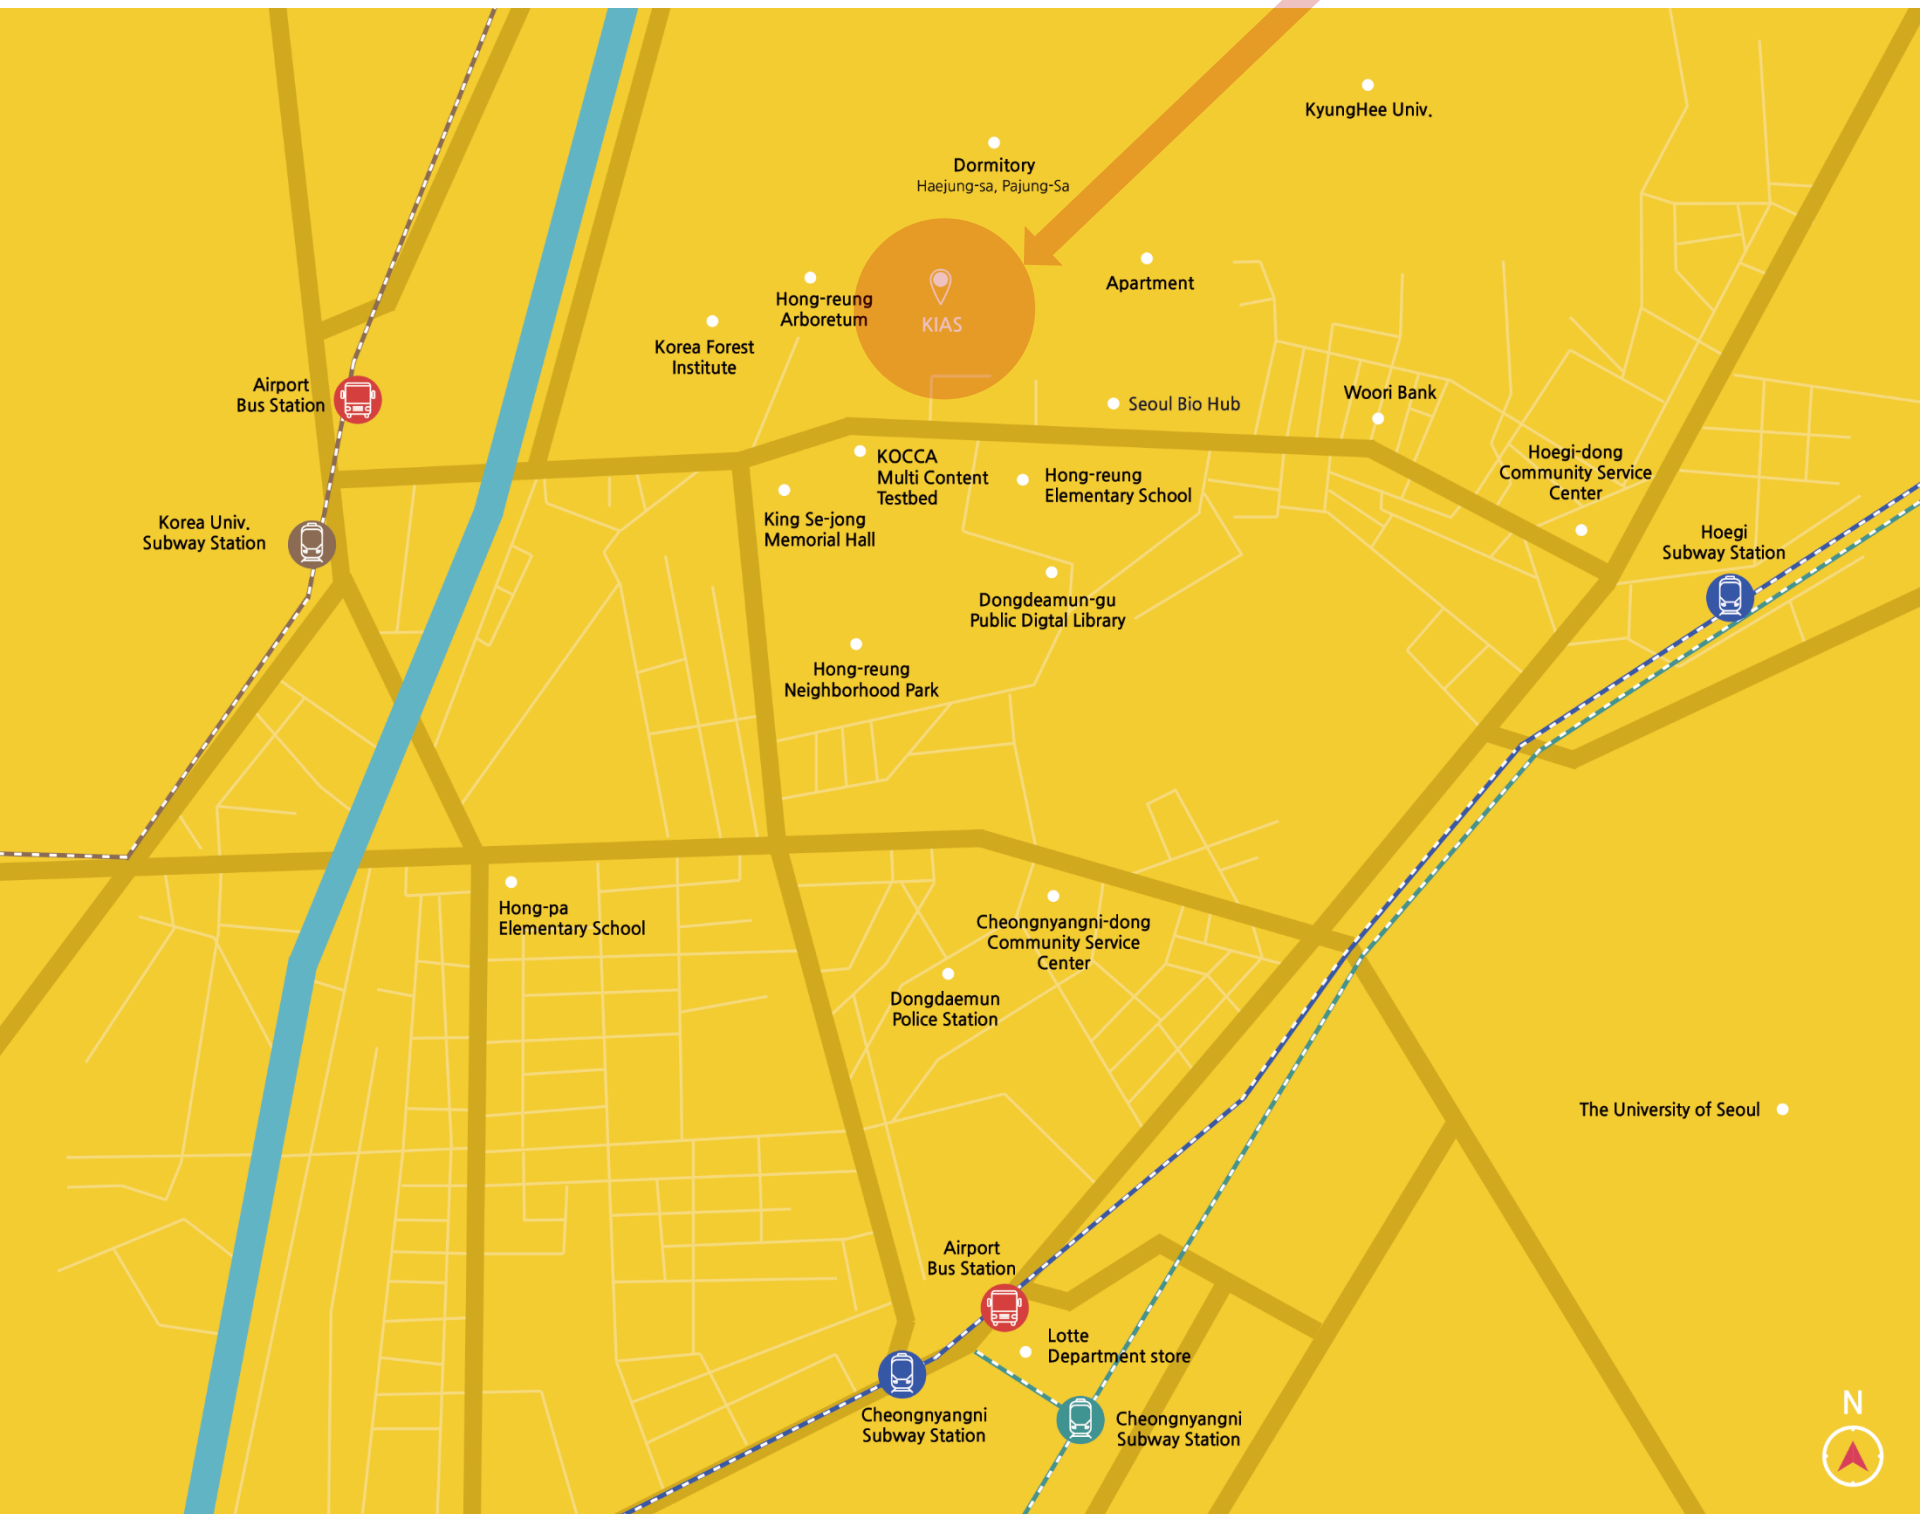 KyungHee Univ.
Dormitory
Haejung-sa, Pajung-Sa
Apartment
Hong-reung
Arboretum
KIAS
Korea Forest
Institute
Airport
Bus Station
Seoul Bio Hub
Woori Bank
KOCCA
Multi Content
Testbed
Hong-reung
Elementary School
Hoegi-dong
Community Service
Center
King Se-jong
Memorial Hall
Korea Univ.
Subway Station
Hoegi
Subway Station
Dongdeamun-gu
Public Digtal Library
Hong-reung
Neighborhood Park
Hong-pa
Elementary School
Cheongnyangni-dong
Community Service
Center
Dongdaemun
Police Station
The University of Seoul
Airport
Bus Station
Lotte
Department store
Cheongnyangni
Subway Station
Cheongnyangni
Subway Station
N